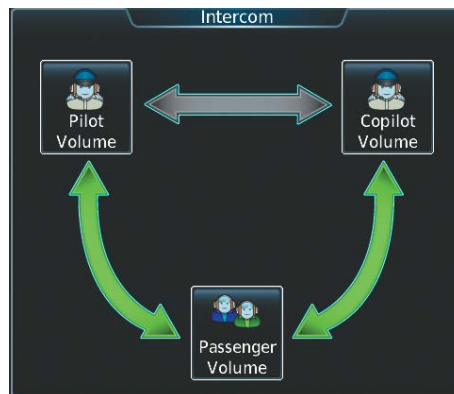 Intercom
Pilot
Volume
Copilot
Volume
Passenger
Volume